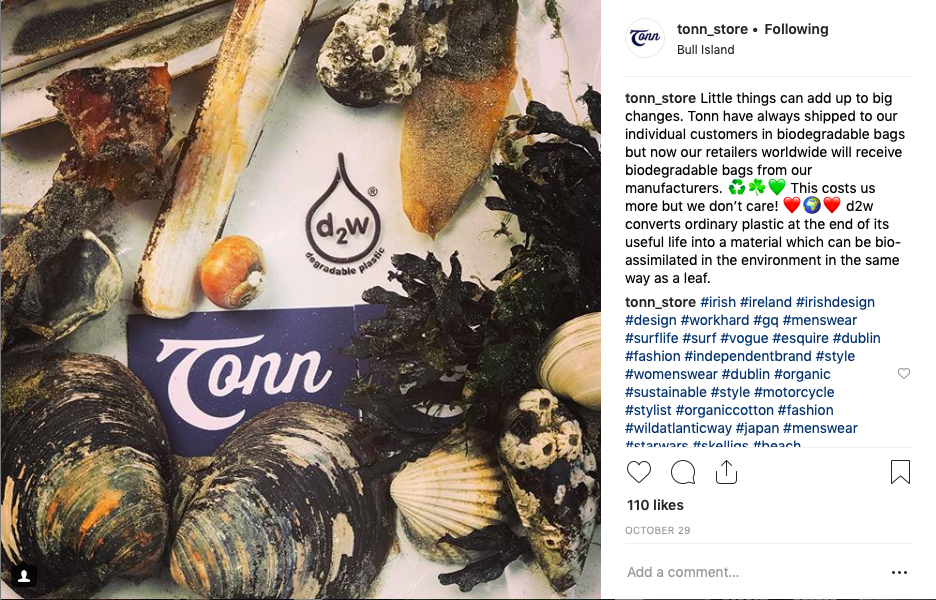 d2w
®
degradable plastic
Tonn
Tonn
tonn_store • Following
Bull Island
tonn_store Little things can add up to big
changes. Tonn have always shipped to our
individual customers in biodegradable bags
but now our retailers worldwide will receive
biodegradable bags from our
manufacturers. ♻️☘️💚 This costs us
more but we don’t care! ❤️🌍❤️ d2w
converts ordinary plastic at the end of its
useful life into a material which can be bio-
assimilated in the environment in the same
way as a leaf.
tonn_store #irish #ireland #irishdesign
#design #workhard #gq #menswear
#surflife #surf #vogue #esquire #dublin
#fashion #independentbrand #style
#womenswear #dublin #organic
#sustainable #style #motorcycle
#stylist #organiccotton #fashion
#wildatlanticway #japan #menswear
#starwars #skelligs #beach
110 likes
OCTOBER 29
Add a comment...